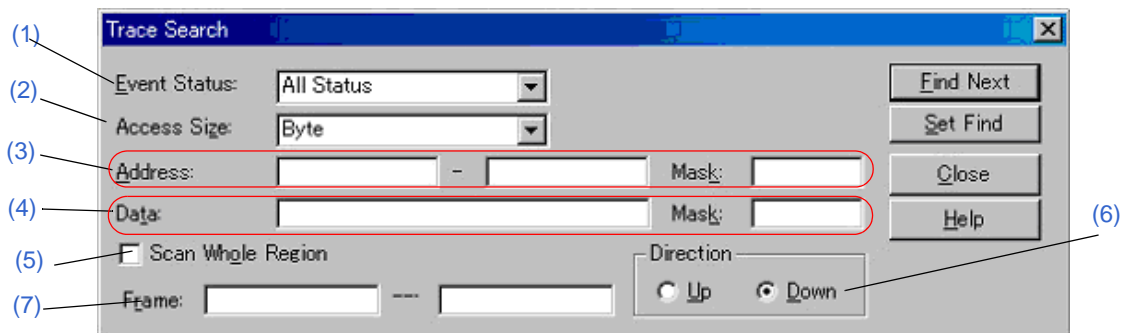 Trace Search
(1)
Event Status: All Status Find Next
(2)
Access Size: Byte Set Find
(3)
Address: - Mask: Close
(4)
Data: Mask: Help
(5)
Scan Whole Region Direction
(6)
(7)
Frame: --- Up Down